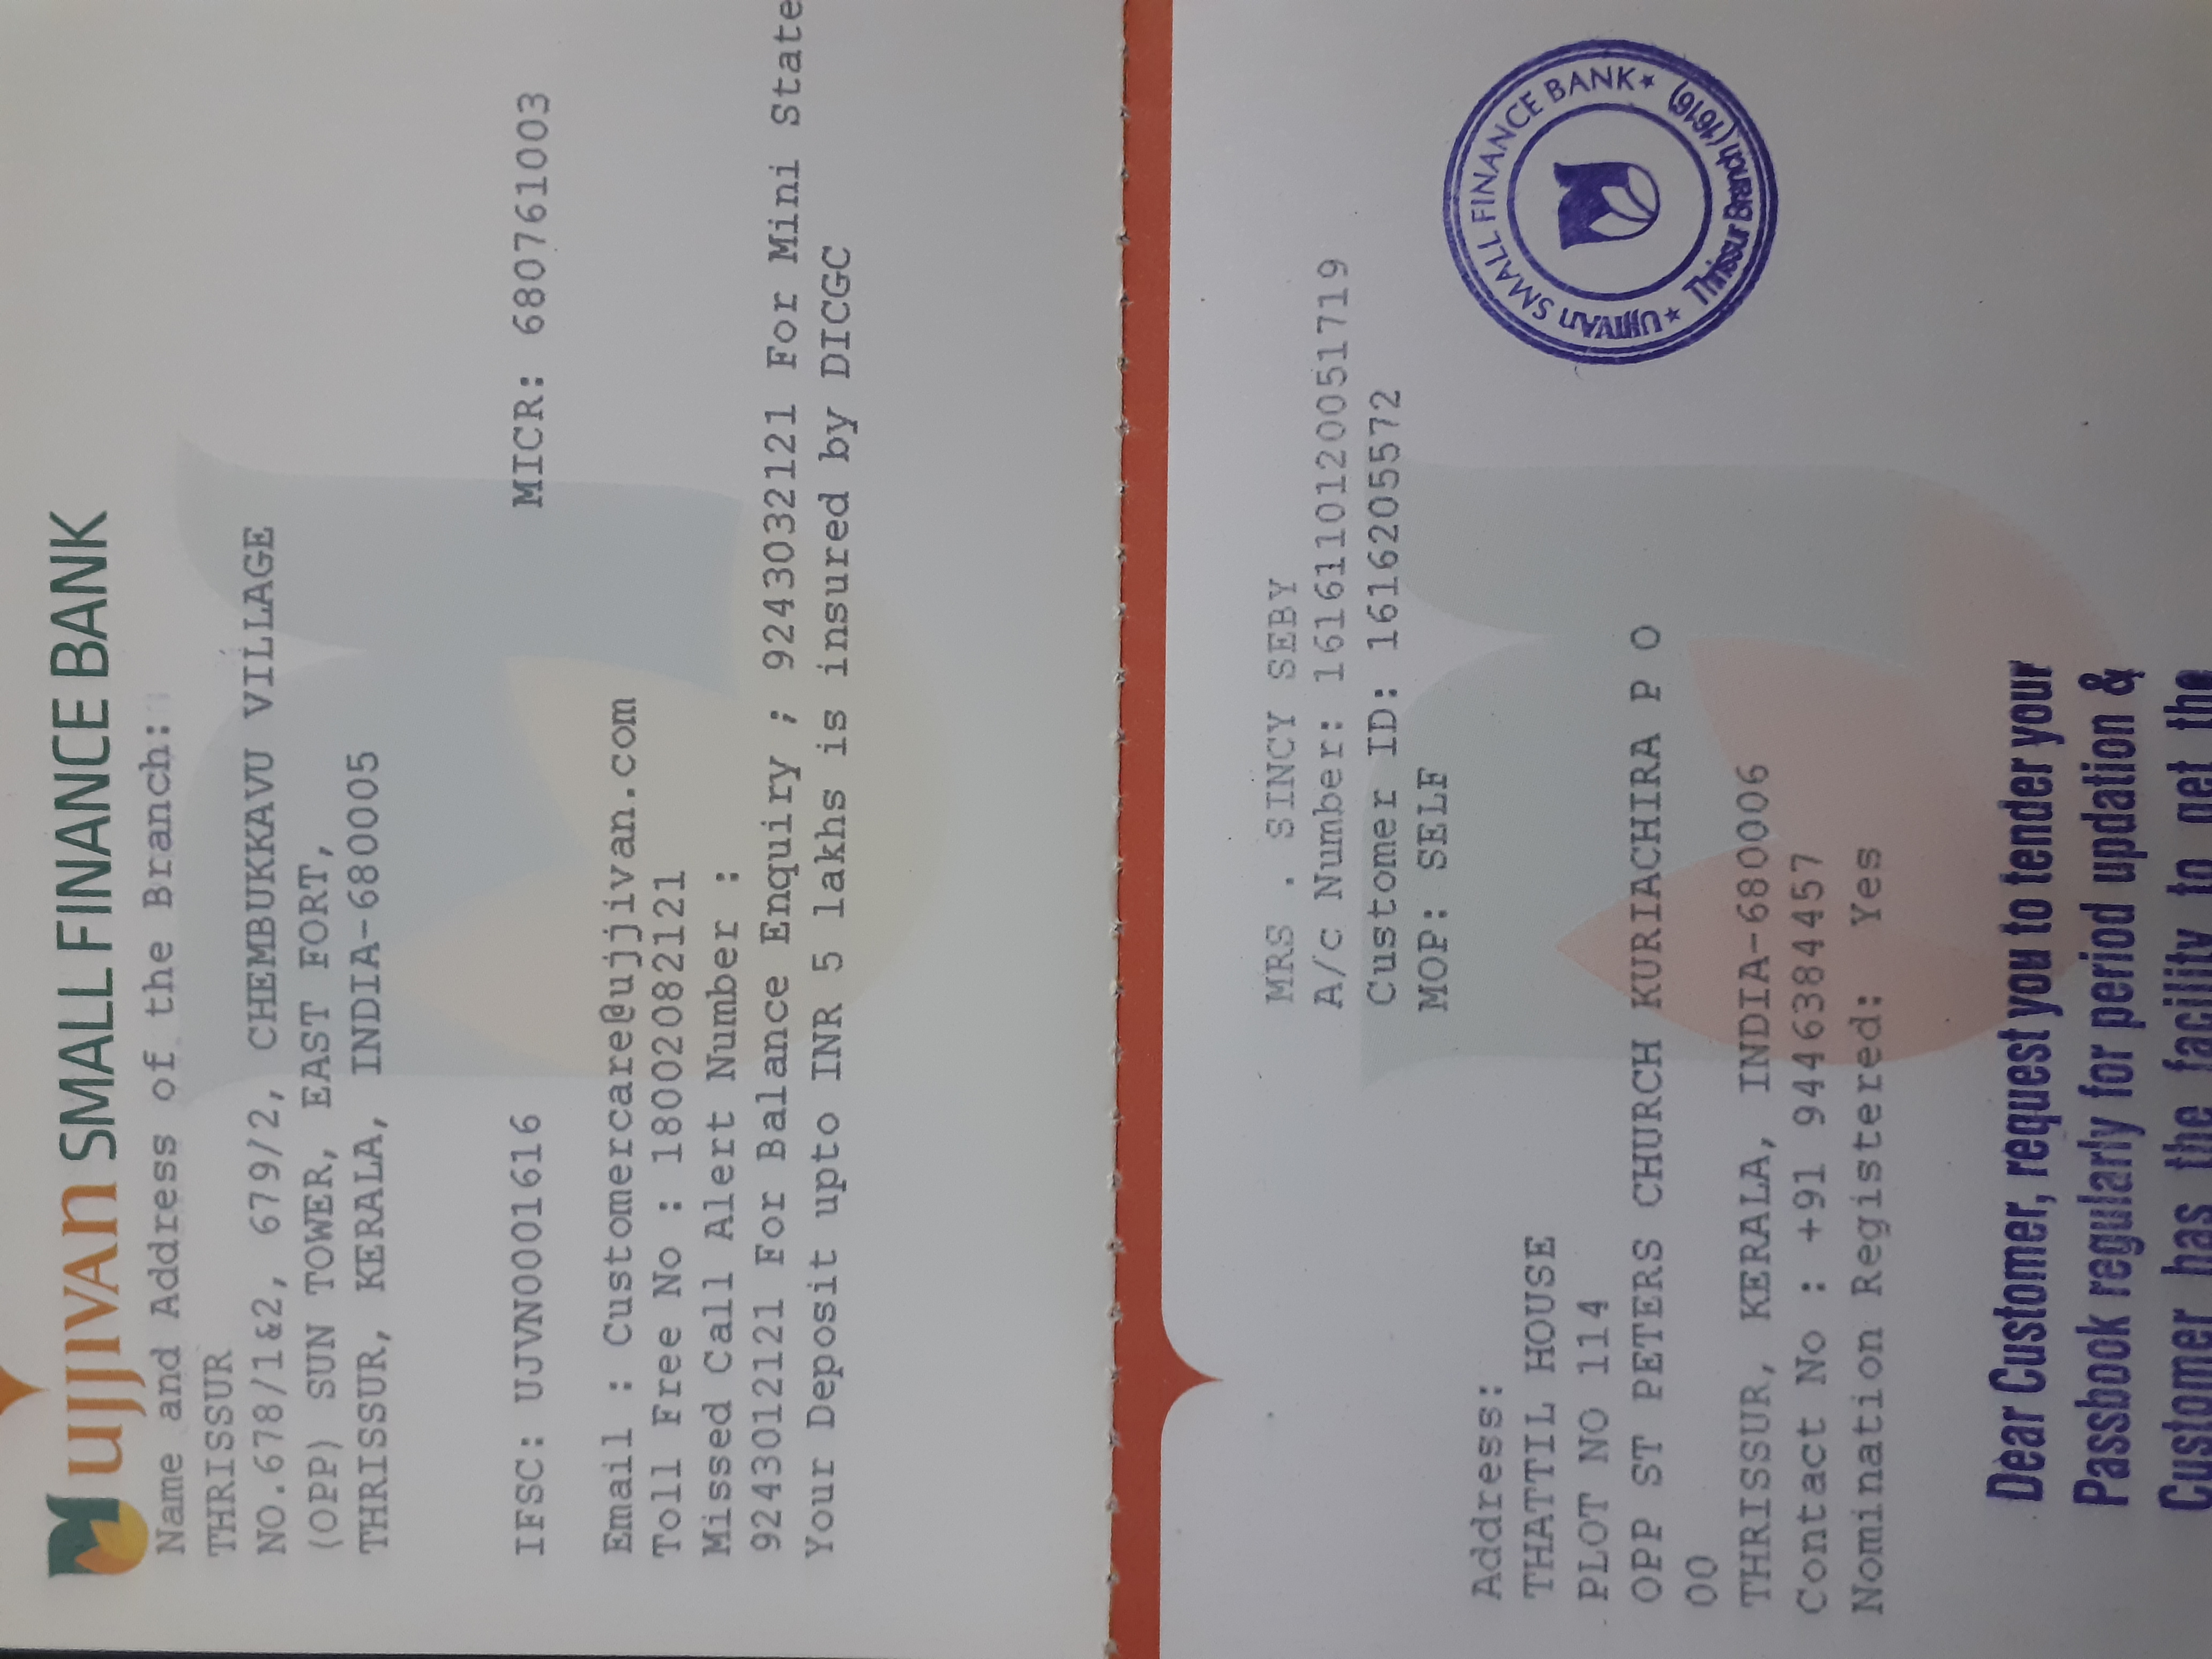 ujjivan SMALL FINANCE BANK
Name and Address of the Branch:
THRISSUR
NO.678/1&2, 679/2, CHEMBUKKAVU VILLAGE
(OPP) SUN TOWER, EAST FORT,
THRISSUR, KERALA, INDIA-680005
IFSC: UJVN0001616 MICR: 680761003
Email : Customercare@ujjivan.com
Toll Free No : 18002082121
Missed Call Alert Number :
9243012121 For Balance Enquiry ; 9243032121 For Mini State
Your Deposit upto INR 5 lakhs is insured by DICGC
MRS . SINCY SEBY
A/c Number: 1616110120051719
Customer ID: 1616205572
MOP: SELF
Address:
THATTIL HOUSE
PLOT NO 114
OPP ST PETERS CHURCH KURIACHIRA P O
00
THRISSUR, KERALA, INDIA-680006
Contact No : +91 9446384457
Nomination Registered: Yes
★ UJJIVAN SMALL FINANCE BANK ★
Thrissur Branch (1616)
Dear Customer, request you to tender your
Passbook regularly for period updation &
Customer has the facility to get the